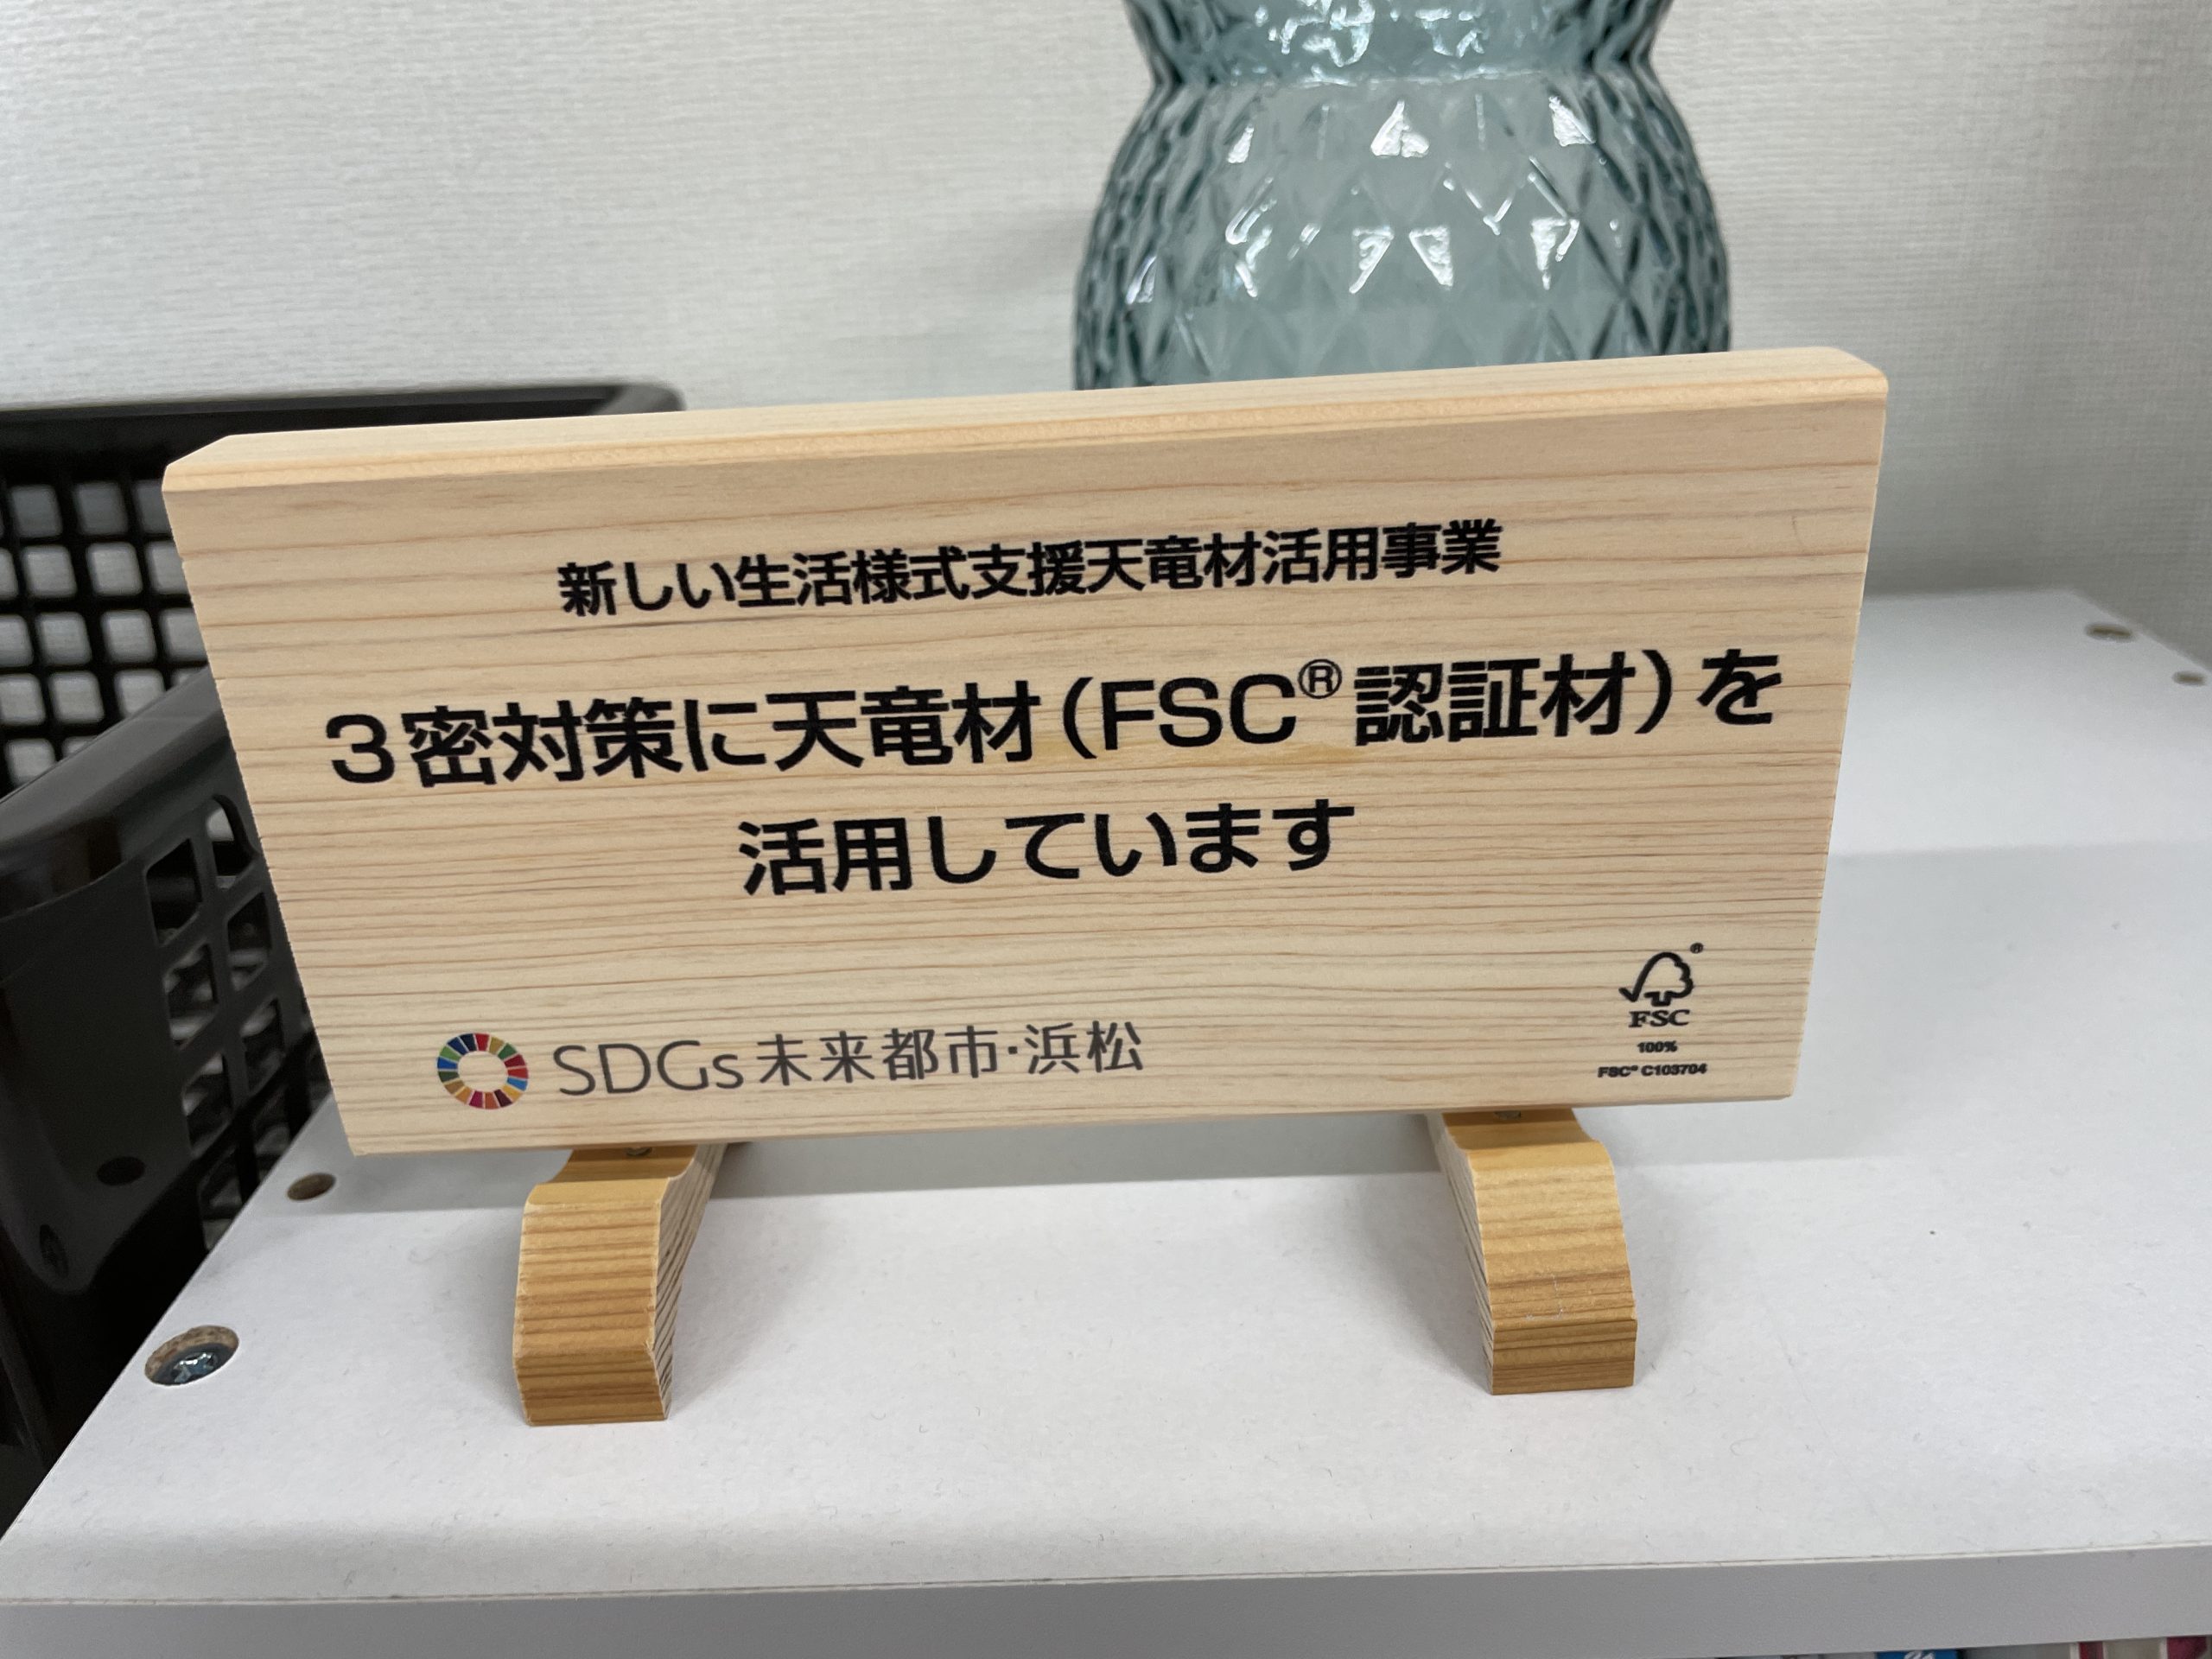 新しい生活様式支援天竜材活用事業
3密対策に天竜材(FSC®認証材)を
活用しています
SDGs未来都市・浜松
®
FSC
100%
FSC® C103704